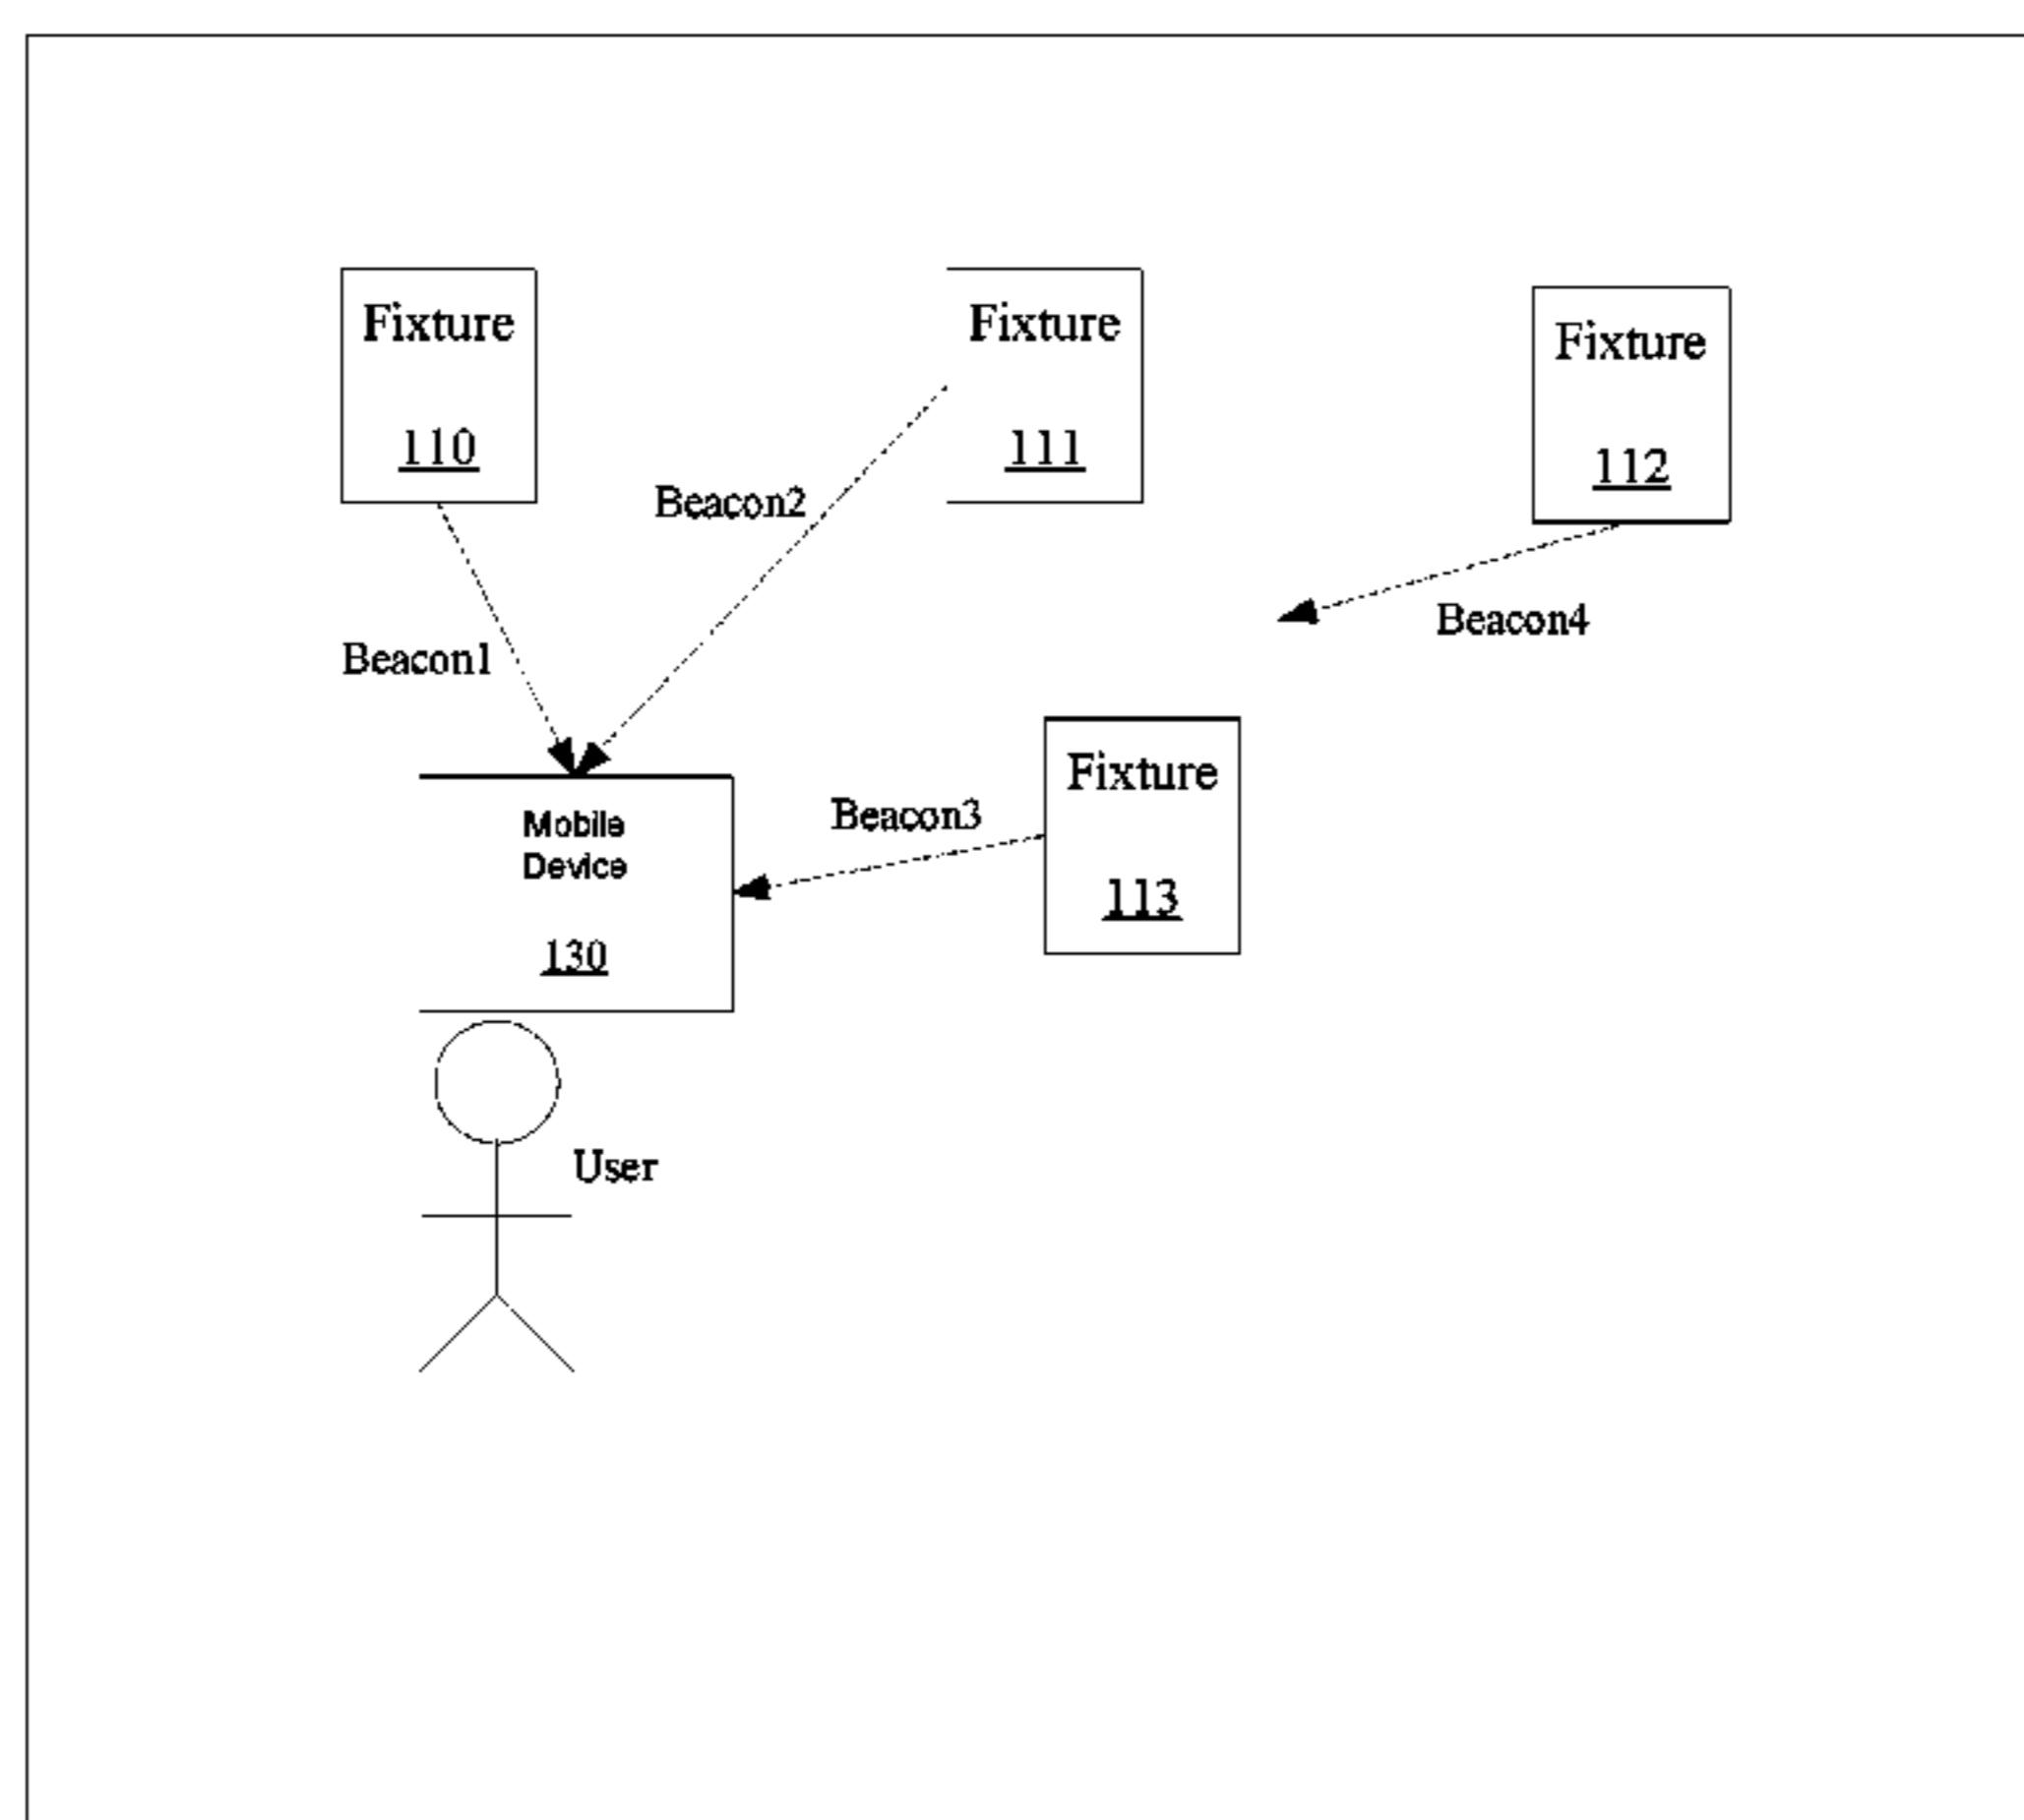 Fixture
110
Fixture
111
Fixture
112
Beacon2
Beacon1
Beacon4
Mobile
Device
130
Beacon3
Fixture
113
User